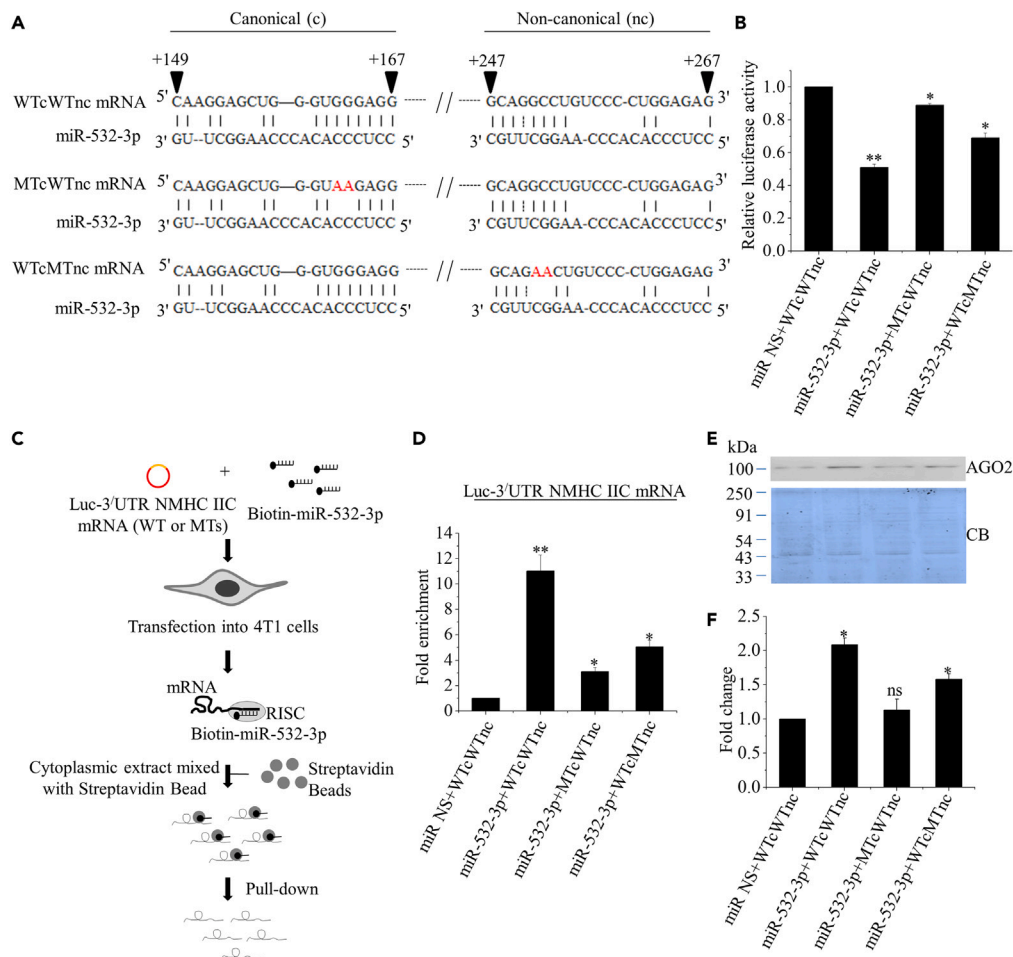 A
Canonical (c)
Non-canonical (nc)
+149
+167
+247
+267
WTcWTnc mRNA
5' CAAGGAGCUG—G-GUGGGAGG ------ // ------ GCAGGCCUGUCCC-CUGGAGAG 3'
miR-532-3p
3' GU--UCGGAACCCACACCCUCC 5'
3' CGUUCGGAA-CCCACACCCUCC 5'
MTcWTnc mRNA
5' CAAGGAGCUG—G-GUAAGAGG ------ // ------ GCAGGCCUGUCCC-CUGGAGAG 3'
miR-532-3p
3' GU--UCGGAACCCACACCCUCC 5'
3' CGUUCGGAA-CCCACACCCUCC 5'
WTcMTnc mRNA
5' CAAGGAGCUG—G-GUGGGAGG ------ // ------ GCAGAACUGUCCC-CUGGAGAG 3'
miR-532-3p
3' GU--UCGGAACCCACACCCUCC 5'
3' CGUUCGGAA-CCCACACCCUCC 5'
B
Relative luciferase activity
1.0
0.8
0.6
0.4
0.2
0.0
**
*
*
miR NS+WTcWTnc
miR-532-3p+WTcWTnc
miR-532-3p+MTcWTnc
miR-532-3p+WTcMTnc
C
+
Luc-3/UTR NMHC IIC
mRNA (WT or MTs)
Biotin-miR-532-3p
Transfection into 4T1 cells
mRNA
RISC
Biotin-miR-532-3p
Cytoplasmic extract mixed
with Streptavidin Bead
Streptavidin
Beads
Pull-down
D
Luc-3/UTR NMHC IIC mRNA
Fold enrichment
14
12
10
8
6
4
2
0
**
*
*
miR NS+WTcWTnc
miR-532-3p+WTcWTnc
miR-532-3p+MTcWTnc
miR-532-3p+WTcMTnc
E
kDa
100
AGO2
250
91
54
43
33
CB
F
Fold change
2.5
2.0
1.5
1.0
0.5
0.0
*
ns
*
miR NS+WTcWTnc
miR-532-3p+WTcWTnc
miR-532-3p+MTcWTnc
miR-532-3p+WTcMTnc